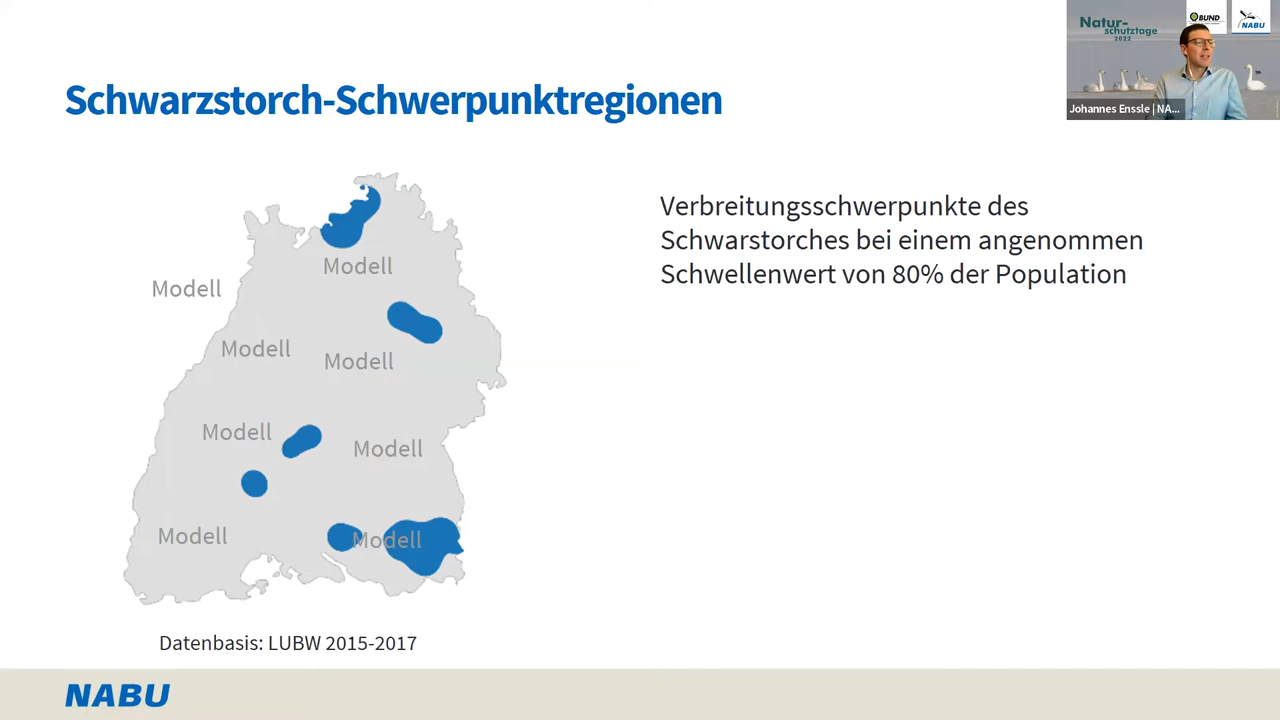 Natur-
schutztage
2022
BUND
NABU
Johannes Enssle | NA...
Schwarzstorch-Schwerpunktregionen
Verbreitungsschwerpunkte des
Schwarstorches bei einem angenommen
Schwellenwert von 80% der Population
Modell
Modell
Modell
Modell
Modell
Modell
Modell
Modell
Datenbasis: LUBW 2015-2017
NABU